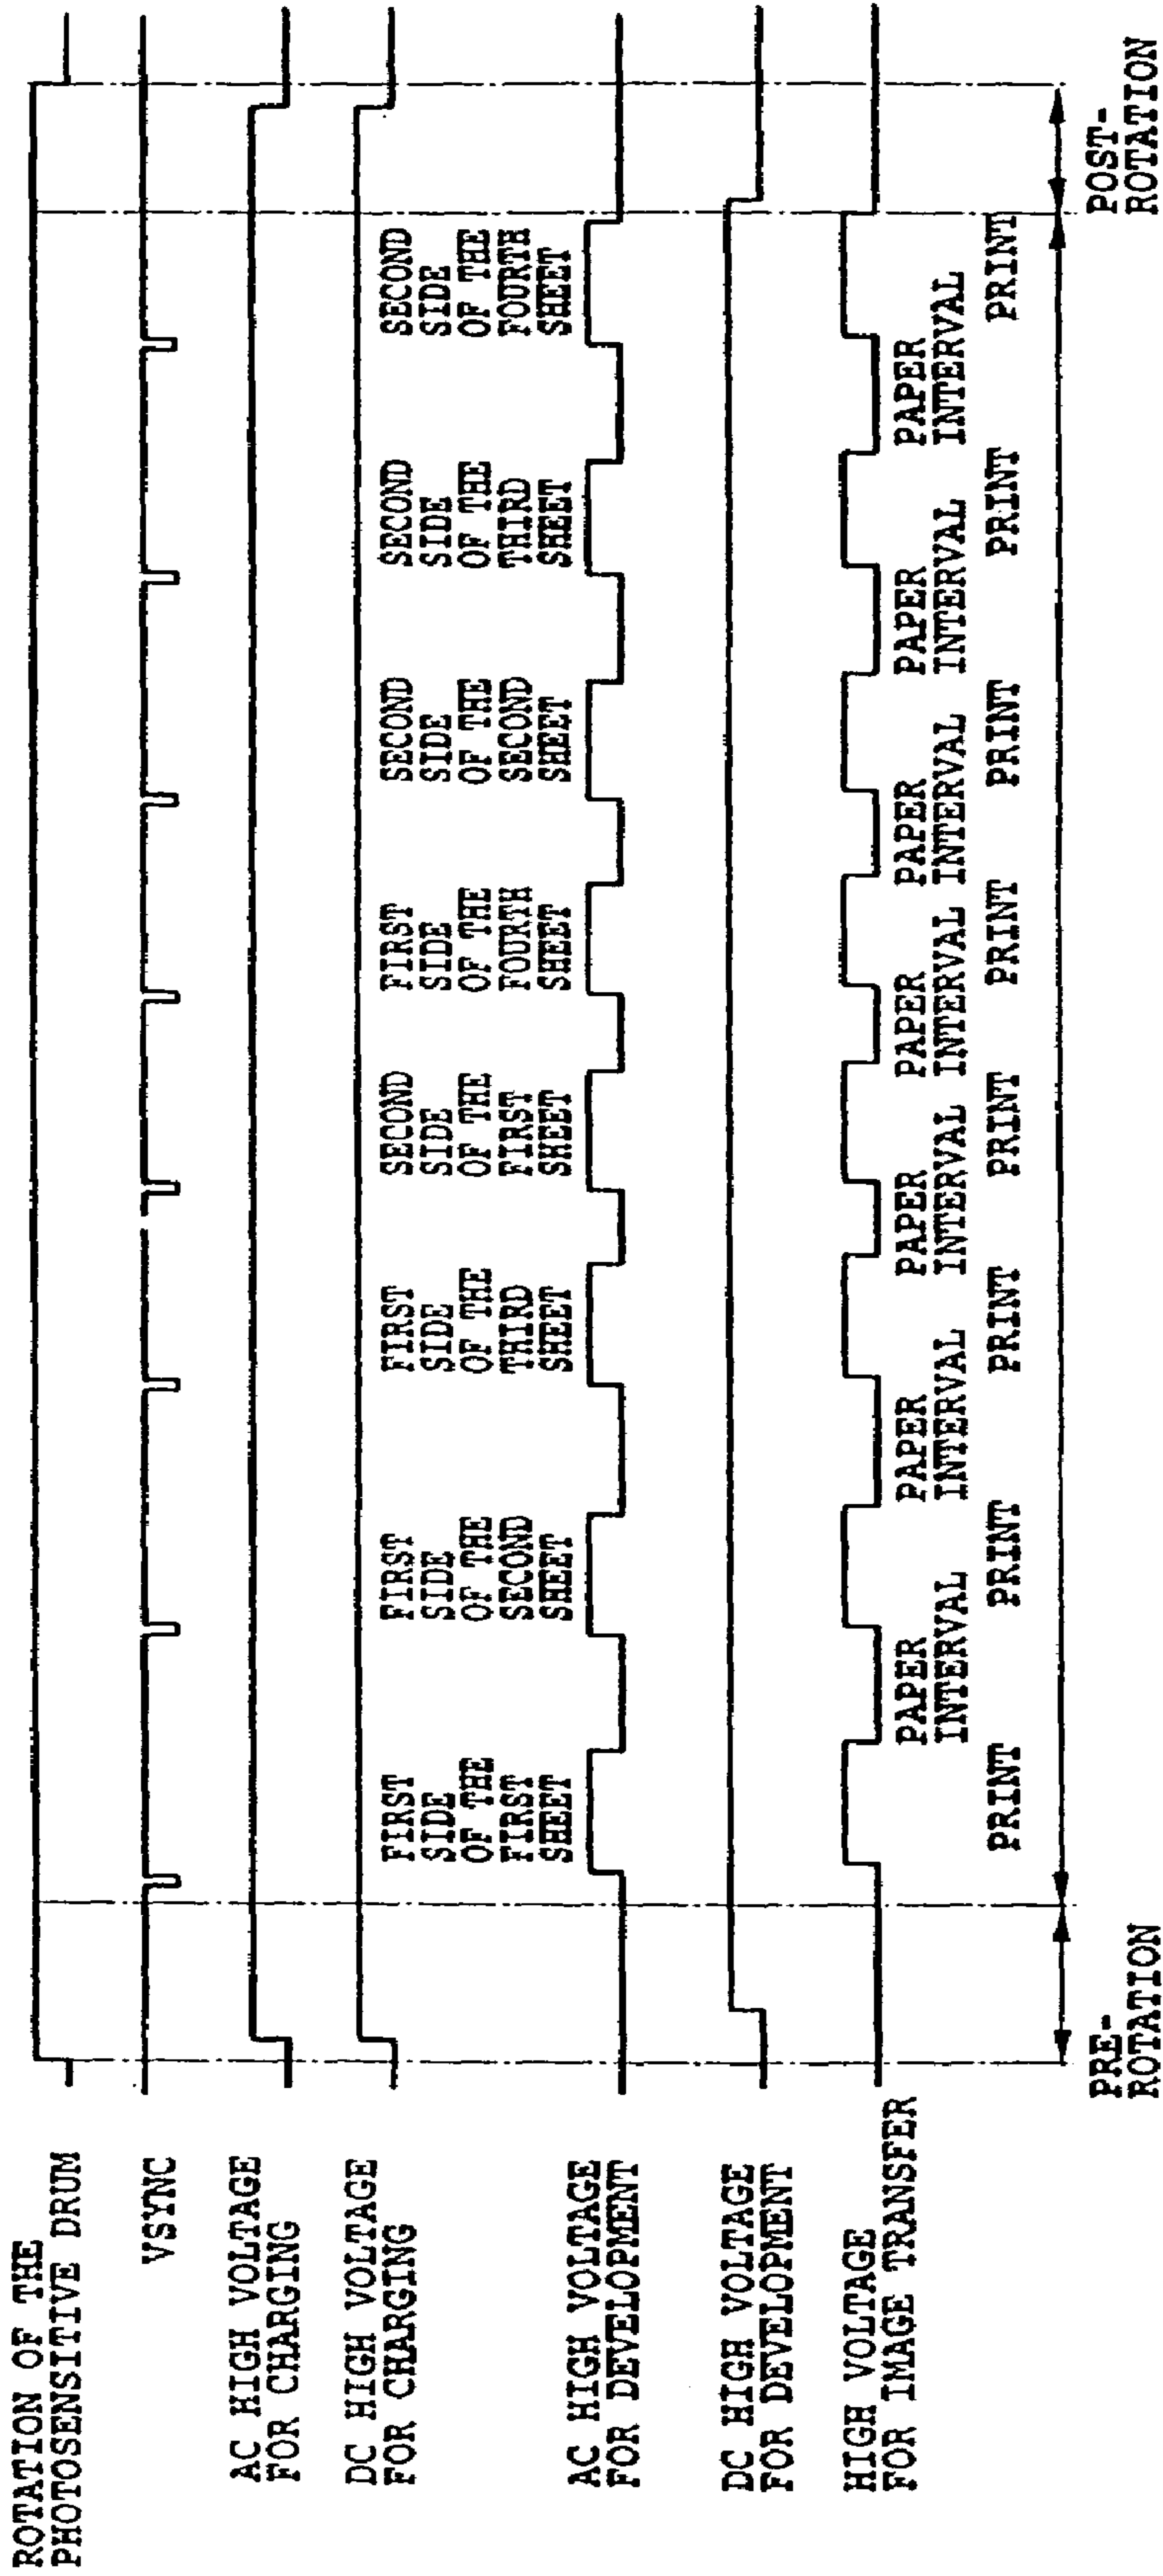 ROTATION OF THE
PHOTOSENSITIVE DRUM
VSYNC
AC HIGH VOLTAGE
FOR CHARGING
DC HIGH VOLTAGE
FOR CHARGING
FIRST
SIDE
OF THE
FIRST
SHEET
FIRST
SIDE
OF THE
SECOND
SHEET
FIRST
SIDE
OF THE
THIRD
SHEET
SECOND
SIDE
OF THE
FIRST
SHEET
FIRST
SIDE
OF THE
FOURTH
SHEET
SECOND
SIDE
OF THE
SECOND
SHEET
SECOND
SIDE
OF THE
THIRD
SHEET
SECOND
SIDE
OF THE
FOURTH
SHEET
AC HIGH VOLTAGE
FOR DEVELOPMENT
DC HIGH VOLTAGE
FOR DEVELOPMENT
HIGH VOLTAGE
FOR IMAGE TRANSFER
PAPER
INTERVAL
PAPER
INTERVAL
PAPER
INTERVAL
PAPER
INTERVAL
PAPER
INTERVAL
PAPER
INTERVAL
PAPER
INTERVAL
PRINT
PRINT
PRINT
PRINT
PRINT
PRINT
PRINT
PRINT
PRE-
ROTATION
POST-
ROTATION